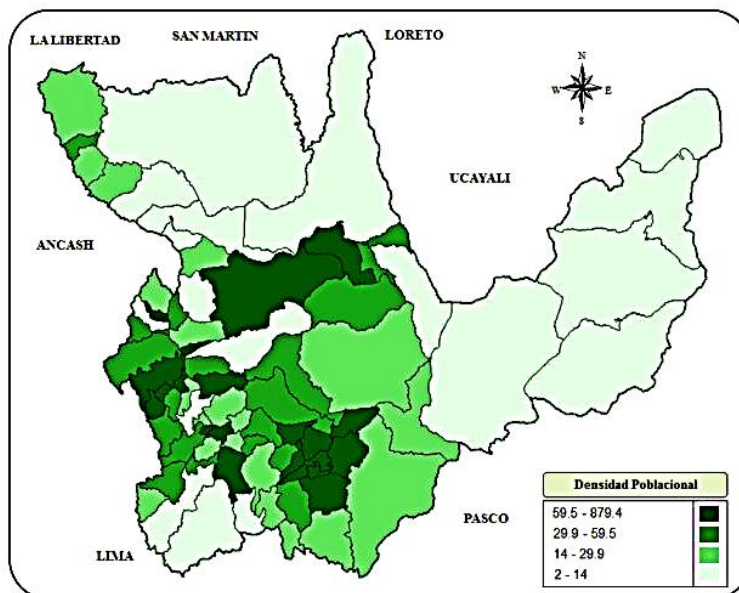 LA LIBERTAD
SAN MARTIN
LORETO
N
W E
S
UCAYALI
ANCASH
PASCO
LIMA
Densidad Poblacional
59.5 - 879.4
29.9 - 59.5
14 - 29.9
2 - 14